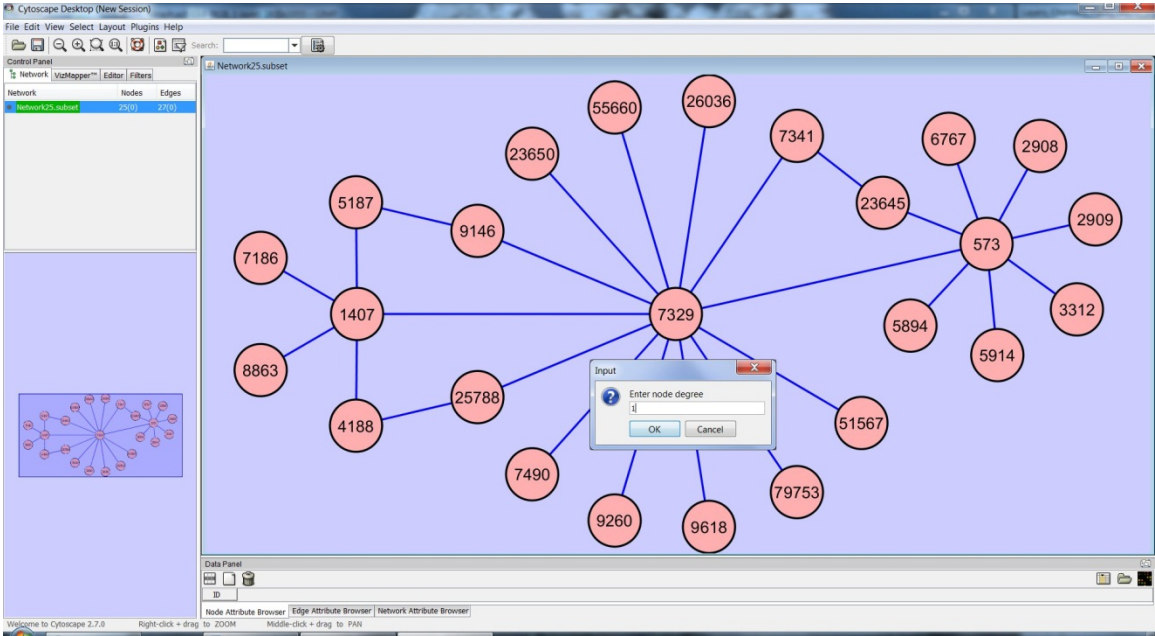 Cytoscape Desktop (New Session)
File Edit View Select Layout Plugins Help
Search:
Control Panel
Network VizMapper™ Editor Filters
Network Nodes Edges
Network25.subset 25(0) 27(0)
Network25.subset
55660
26036
7341
6767
2908
23650
23645
5187
2909
9146
573
7186
1407
7329
3312
5894
5914
8863
25788
4188
51567
7490
79753
9260
9618
Input
Enter node degree
1
OK Cancel
Data Panel
ID
Node Attribute Browser Edge Attribute Browser Network Attribute Browser
Welcome to Cytoscape 2.7.0 Right-click + drag to ZOOM Middle-click + drag to PAN